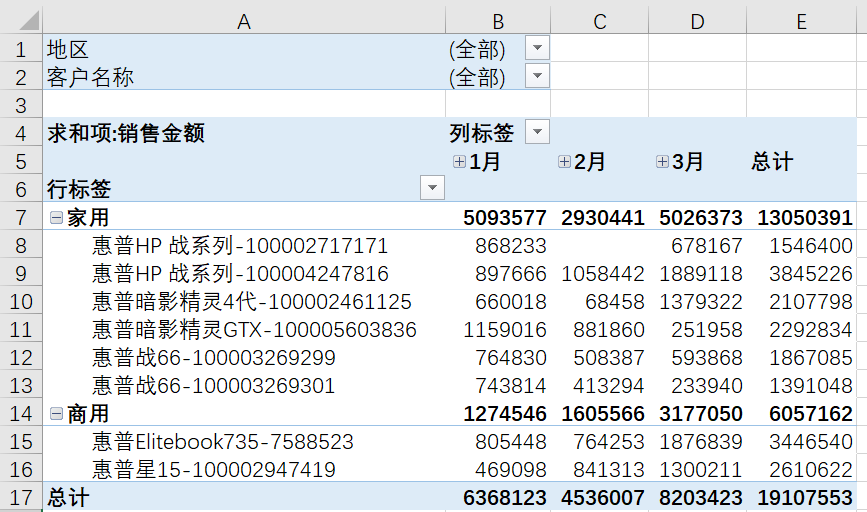 A B C D E
1 地区 (全部)
2 客户名称 (全部)
3
4 求和项:销售金额 列标签
5 1月 2月 3月 总计
6 行标签
7 家用 5093577 2930441 5026373 13050391
8 惠普HP 战系列-100002717171 868233 678167 1546400
9 惠普HP 战系列-100004247816 897666 1058442 1889118 3845226
10 惠普暗影精灵4代-100002461125 660018 68458 1379322 2107798
11 惠普暗影精灵GTX-100005603836 1159016 881860 251958 2292834
12 惠普战66-100003269299 764830 508387 593868 1867085
13 惠普战66-100003269301 743814 413294 233940 1391048
14 商用 1274546 1605566 3177050 6057162
15 惠普Elitebook735-7588523 805448 764253 1876839 3446540
16 惠普星15-100002947419 469098 841313 1300211 2610622
17 总计 6368123 4536007 8203423 19107553